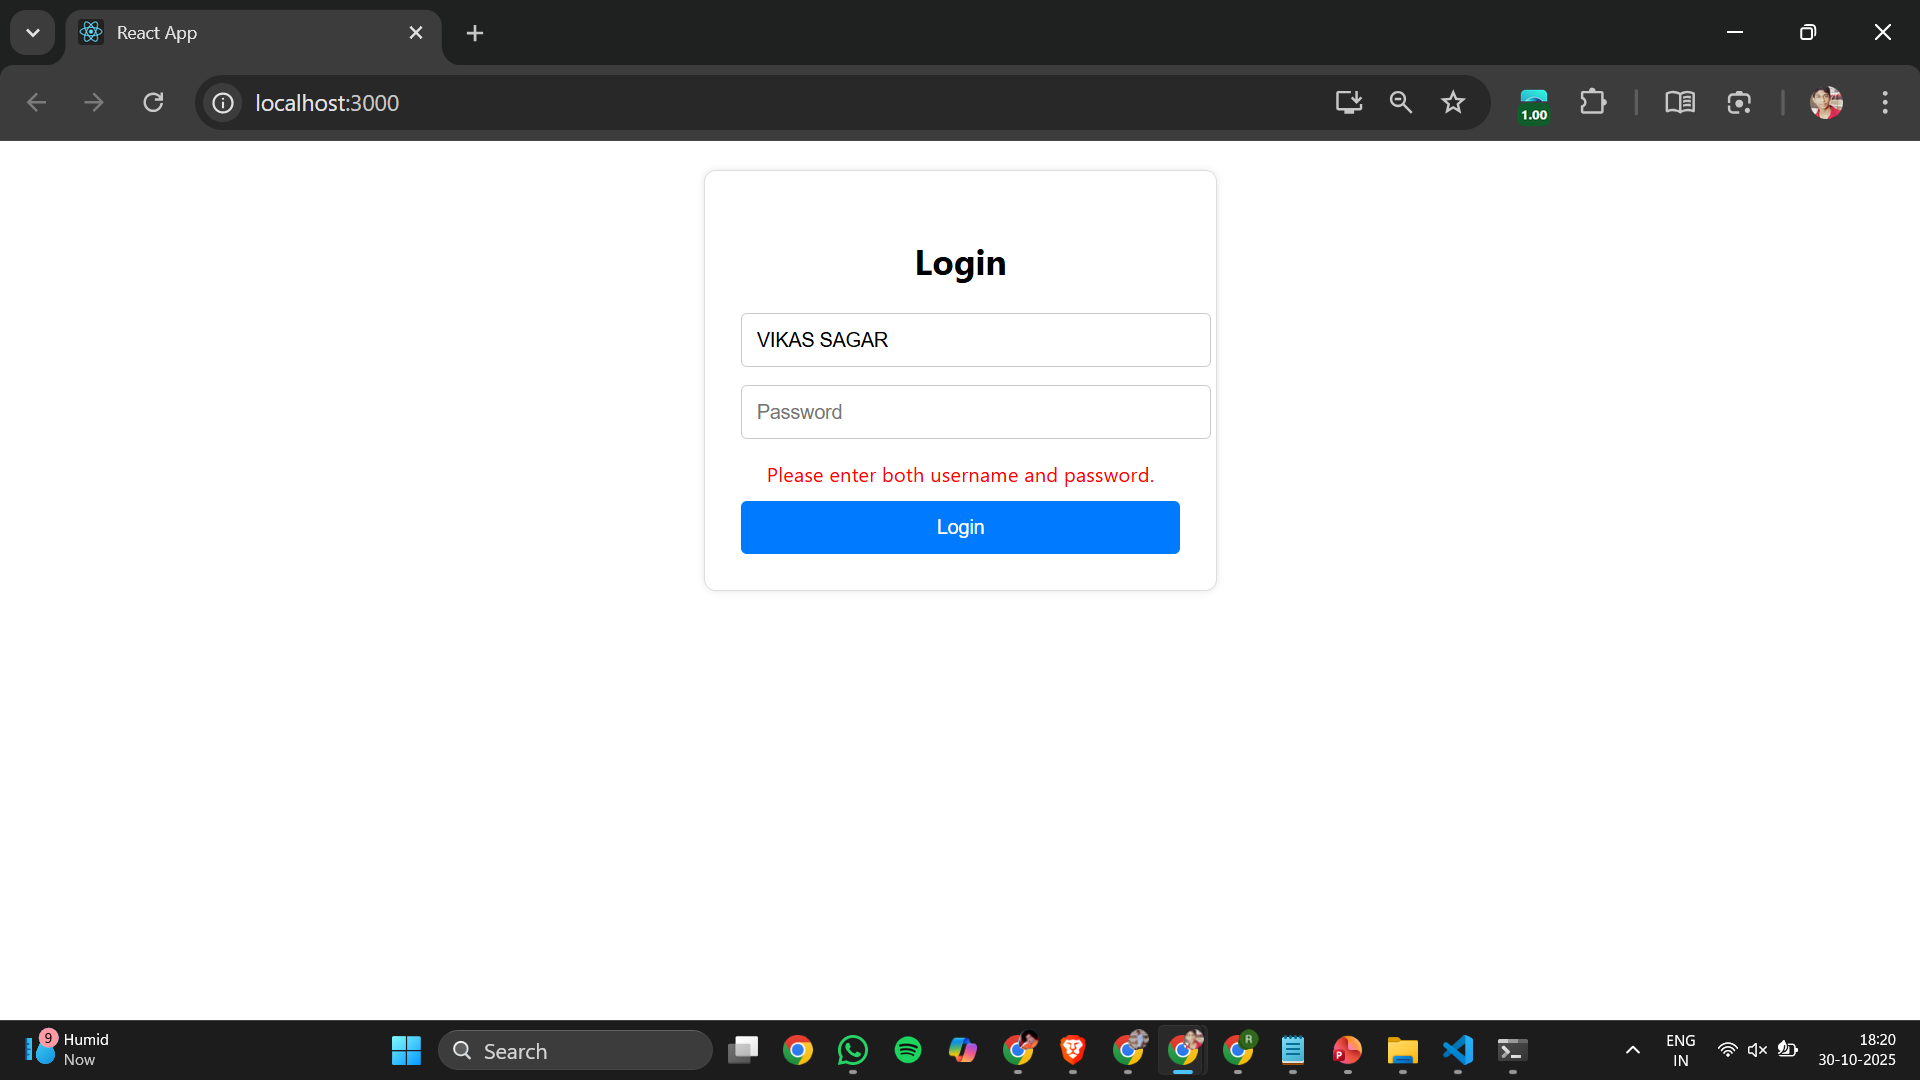 React App
localhost:3000
1.00
Login
VIKAS SAGAR
Password
Please enter both username and password.
Login
9
Humid
Now
Search
R
P
ENG
IN
18:20
30-10-2025